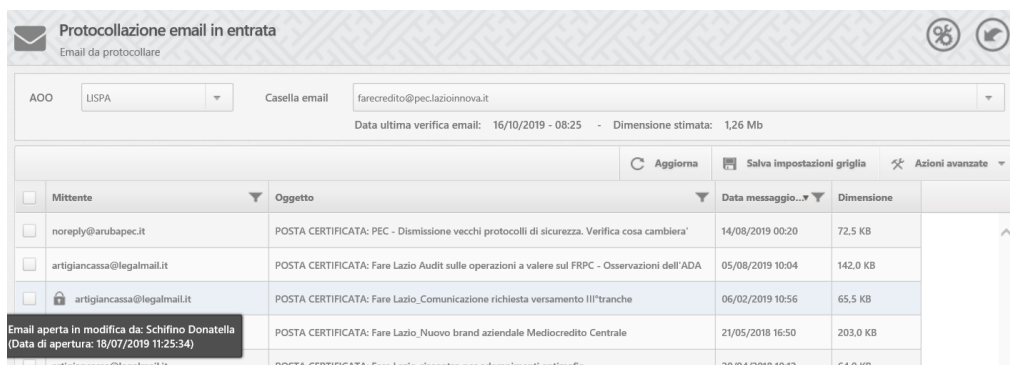 Protocollazione email in entrata
Email da protocollare
AOO LISPA Casella email farecredito@pec.lazioinnova.it
Data ultima verifica email: 16/10/2019 - 08:25 - Dimensione stimata: 1,26 Mb
Aggiorna Salva impostazioni griglia Azioni avanzate
Mittente Oggetto Data messaggio... Dimensione
noreply@arubapec.it POSTA CERTIFICATA: PEC - Dismissione vecchi protocolli di sicurezza. Verifica cosa cambiera' 14/08/2019 00:20 72,5 KB
artigiancassa@legalmail.it POSTA CERTIFICATA: Fare Lazio Audit sulle operazioni a valere sul FRPC - Osservazioni dell'ADA 05/08/2019 10:04 142,0 KB
artigiancassa@legalmail.it POSTA CERTIFICATA: Fare Lazio_Comunicazione richiesta versamento III°tranche 06/02/2019 10:56 65,5 KB
Email aperta in modifica da: Schifino Donatella
(Data di apertura: 18/07/2019 11:25:34)
POSTA CERTIFICATA: Fare Lazio_Nuovo brand aziendale Mediocredito Centrale 21/05/2018 16:50 203,0 KB